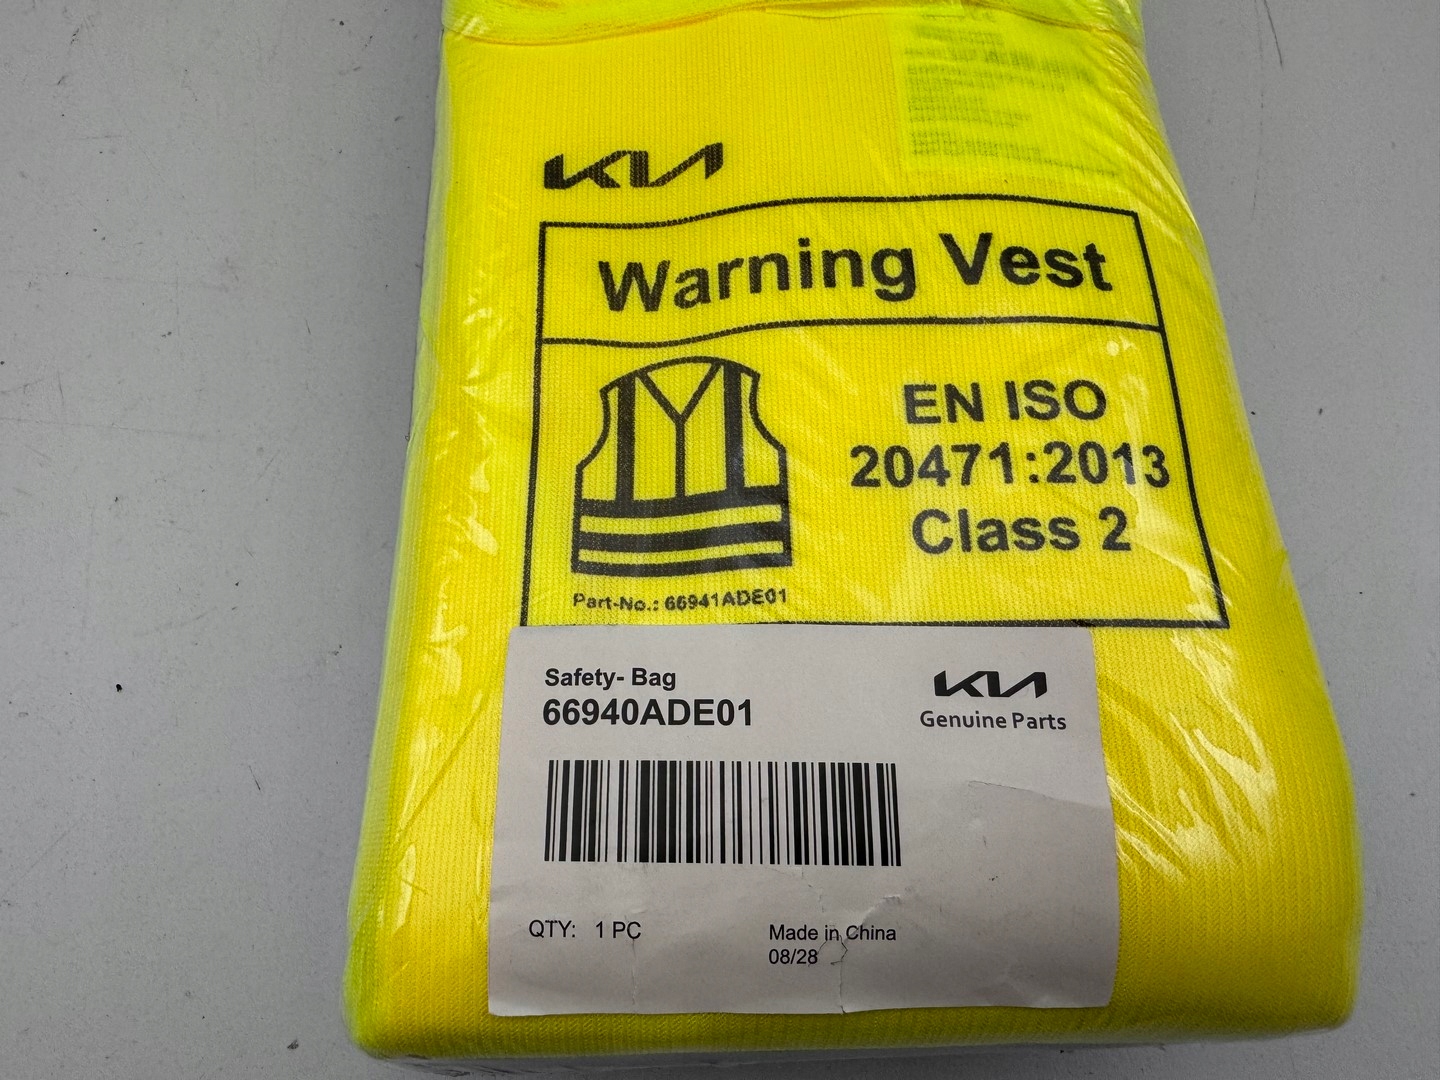 KIA
Warning Vest
EN ISO
20471:2013
Class 2
Part-No.: 66941ADE01
Safety- Bag
66940ADE01
KIA
Genuine Parts
QTY: 1 PC
Made in China
08/28